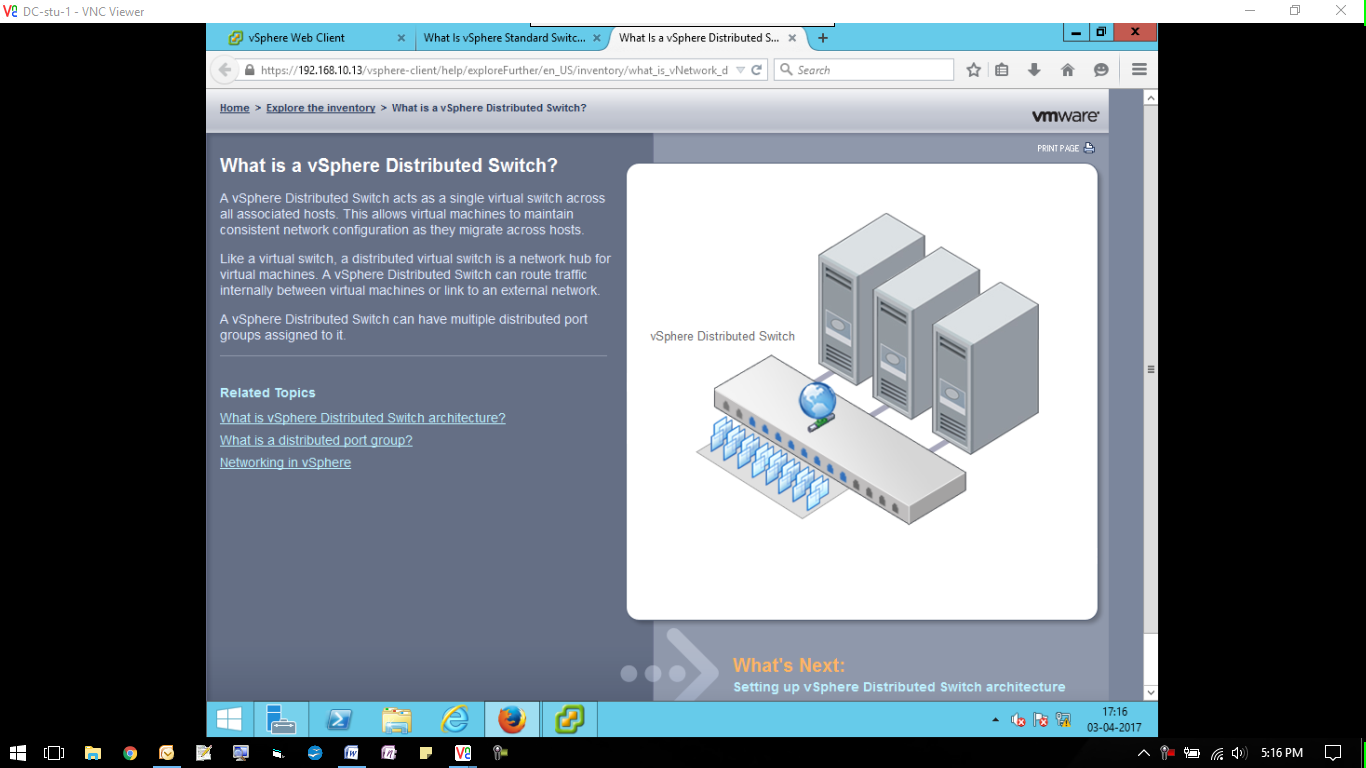 DC-stu-1 - VNC Viewer
vSphere Web Client
What Is vSphere Standard Switc...
What Is a vSphere Distributed S...
https://192.168.10.13/vsphere-client/help/exploreFurther/en_US/inventory/what_is_vNetwork_d
Search
Home > Explore the inventory > What is a vSphere Distributed Switch?
vmware
PRINT PAGE
What is a vSphere Distributed Switch?
A vSphere Distributed Switch acts as a single virtual switch across
all associated hosts. This allows virtual machines to maintain
consistent network configuration as they migrate across hosts.
Like a virtual switch, a distributed virtual switch is a network hub for
virtual machines. A vSphere Distributed Switch can route traffic
internally between virtual machines or link to an external network.
A vSphere Distributed Switch can have multiple distributed port
groups assigned to it.
Related Topics
What is vSphere Distributed Switch architecture?
What is a distributed port group?
Networking in vSphere
vSphere Distributed Switch
What's Next:
Setting up vSphere Distributed Switch architecture
17:16
03-04-2017
5:16 PM